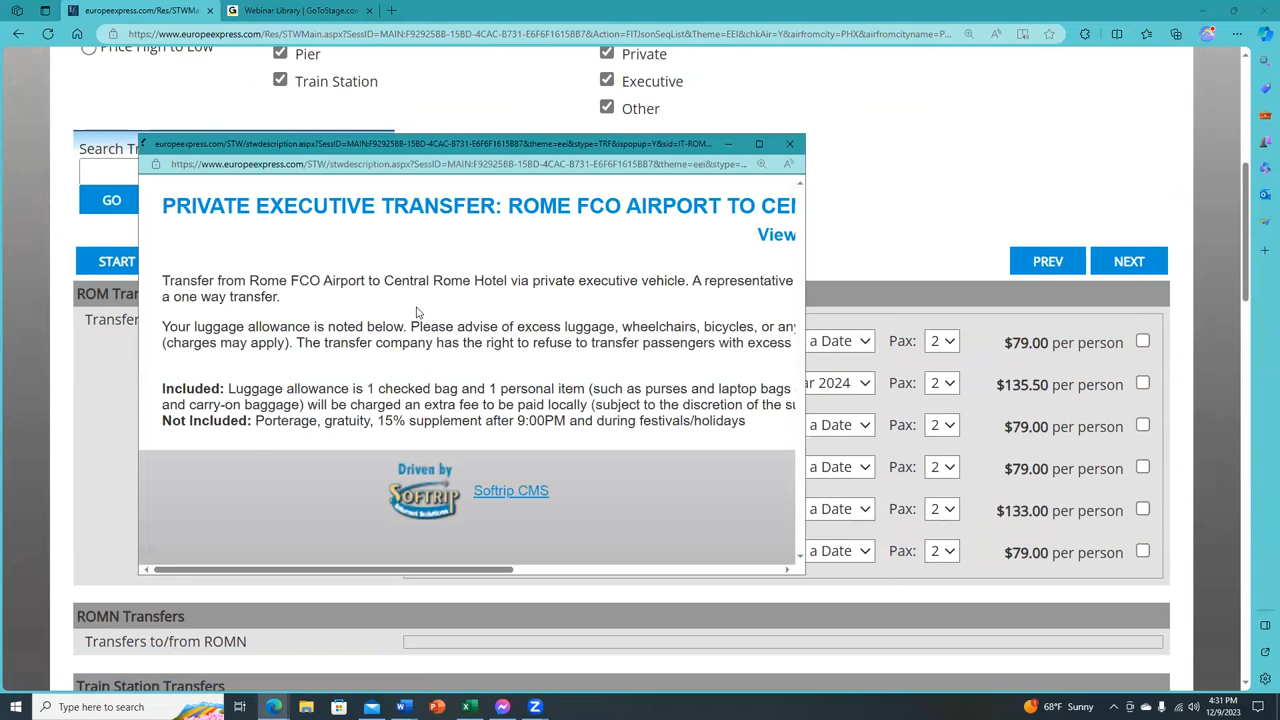 europeexpress.com/Res/STWMa
Webinar Library | GoToStage.com
https://www.europeexpress.com/Res/STWMain.aspx?SessID=MAIN:F92925BB-15BD-4CAC-B731-E6F6F1615BB7&Action=FITJsonSeqList&Theme=EEI&chkAir=Y&airfromcity=PHX&airfromcityname=P...
Price High to Low
Pier
Private
Train Station
Executive
Other
Search Tr
GO
europeexpress.com/STW/stwdescription.aspx?SessID=MAIN:F92925BB-15BD-4CAC-B731-E6F6F1615BB7&theme=eei&stype=TRF&ispopup=Y&sid=IT-ROM...
https://www.europeexpress.com/STW/stwdescription.aspx?SessID=MAIN:F92925BB-15BD-4CAC-B731-E6F6F1615BB7&theme=eei&stype=...
PRIVATE EXECUTIVE TRANSFER: ROME FCO AIRPORT TO CEN
View
Transfer from Rome FCO Airport to Central Rome Hotel via private executive vehicle. A representative
a one way transfer.
Your luggage allowance is noted below. Please advise of excess luggage, wheelchairs, bicycles, or any
(charges may apply). The transfer company has the right to refuse to transfer passengers with excess
Included: Luggage allowance is 1 checked bag and 1 personal item (such as purses and laptop bags
and carry-on baggage) will be charged an extra fee to be paid locally (subject to the discretion of the su
Not Included: Porterage, gratuity, 15% supplement after 9:00PM and during festivals/holidays
Driven by
SOFTRIP
Internet Solutions
Softrip CMS
START
PREV
NEXT
ROM Tran
Transfer
a Date
Pax:
2
$79.00 per person
ar 2024
Pax:
2
$135.50 per person
a Date
Pax:
2
$79.00 per person
a Date
Pax:
2
$79.00 per person
a Date
Pax:
2
$133.00 per person
a Date
Pax:
2
$79.00 per person
ROMN Transfers
Transfers to/from ROMN
Train Station Transfers
Type here to search
68°F Sunny
4:31 PM
12/9/2023